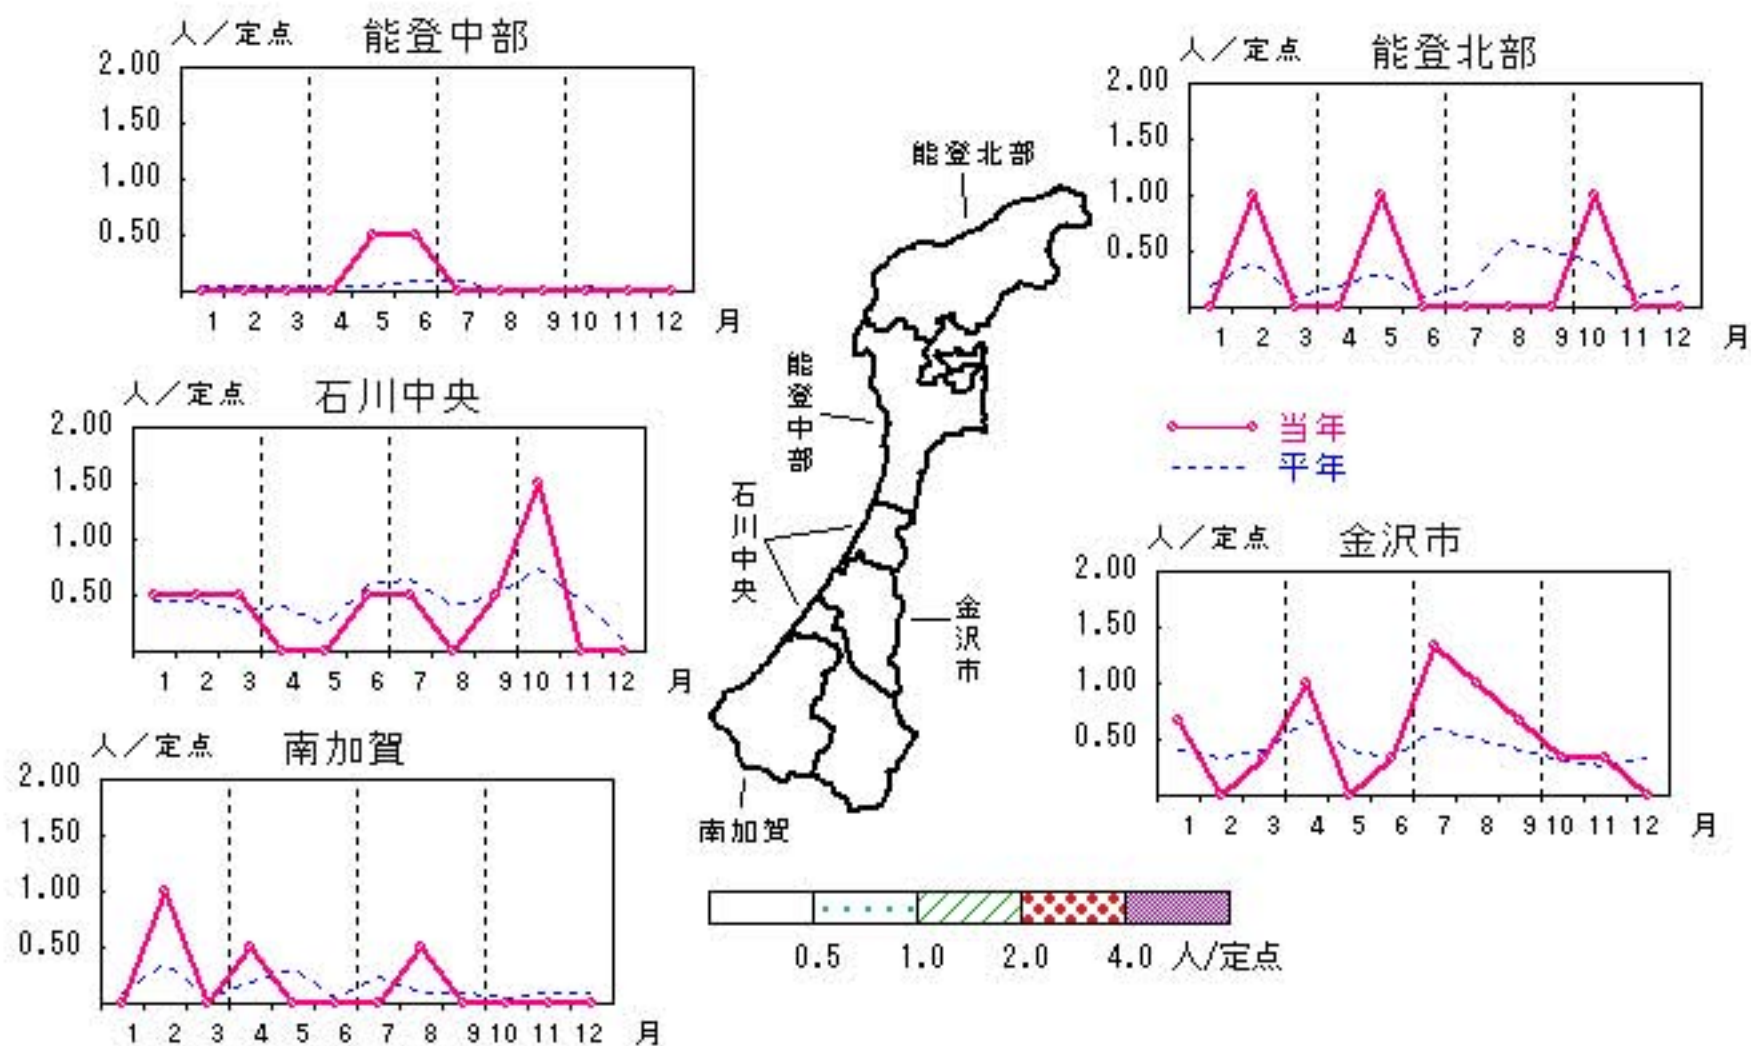 人／定点 能登中部
2.00
1.50
1.00
0.50
1 2 3 4 5 6 7 8 9 10 11 12 月
人／定点 能登北部
2.00
1.50
1.00
0.50
1 2 3 4 5 6 7 8 9 10 11 12 月
人／定点 石川中央
2.00
1.50
1.00
0.50
1 2 3 4 5 6 7 8 9 10 11 12 月
能登北部
能登中部
石川中央
金沢市
南加賀
当年
平年
人／定点 金沢市
2.00
1.50
1.00
0.50
1 2 3 4 5 6 7 8 9 10 11 12 月
人／定点 南加賀
2.00
1.50
1.00
0.50
1 2 3 4 5 6 7 8 9 10 11 12 月
0.5 1.0 2.0 4.0 人/定点